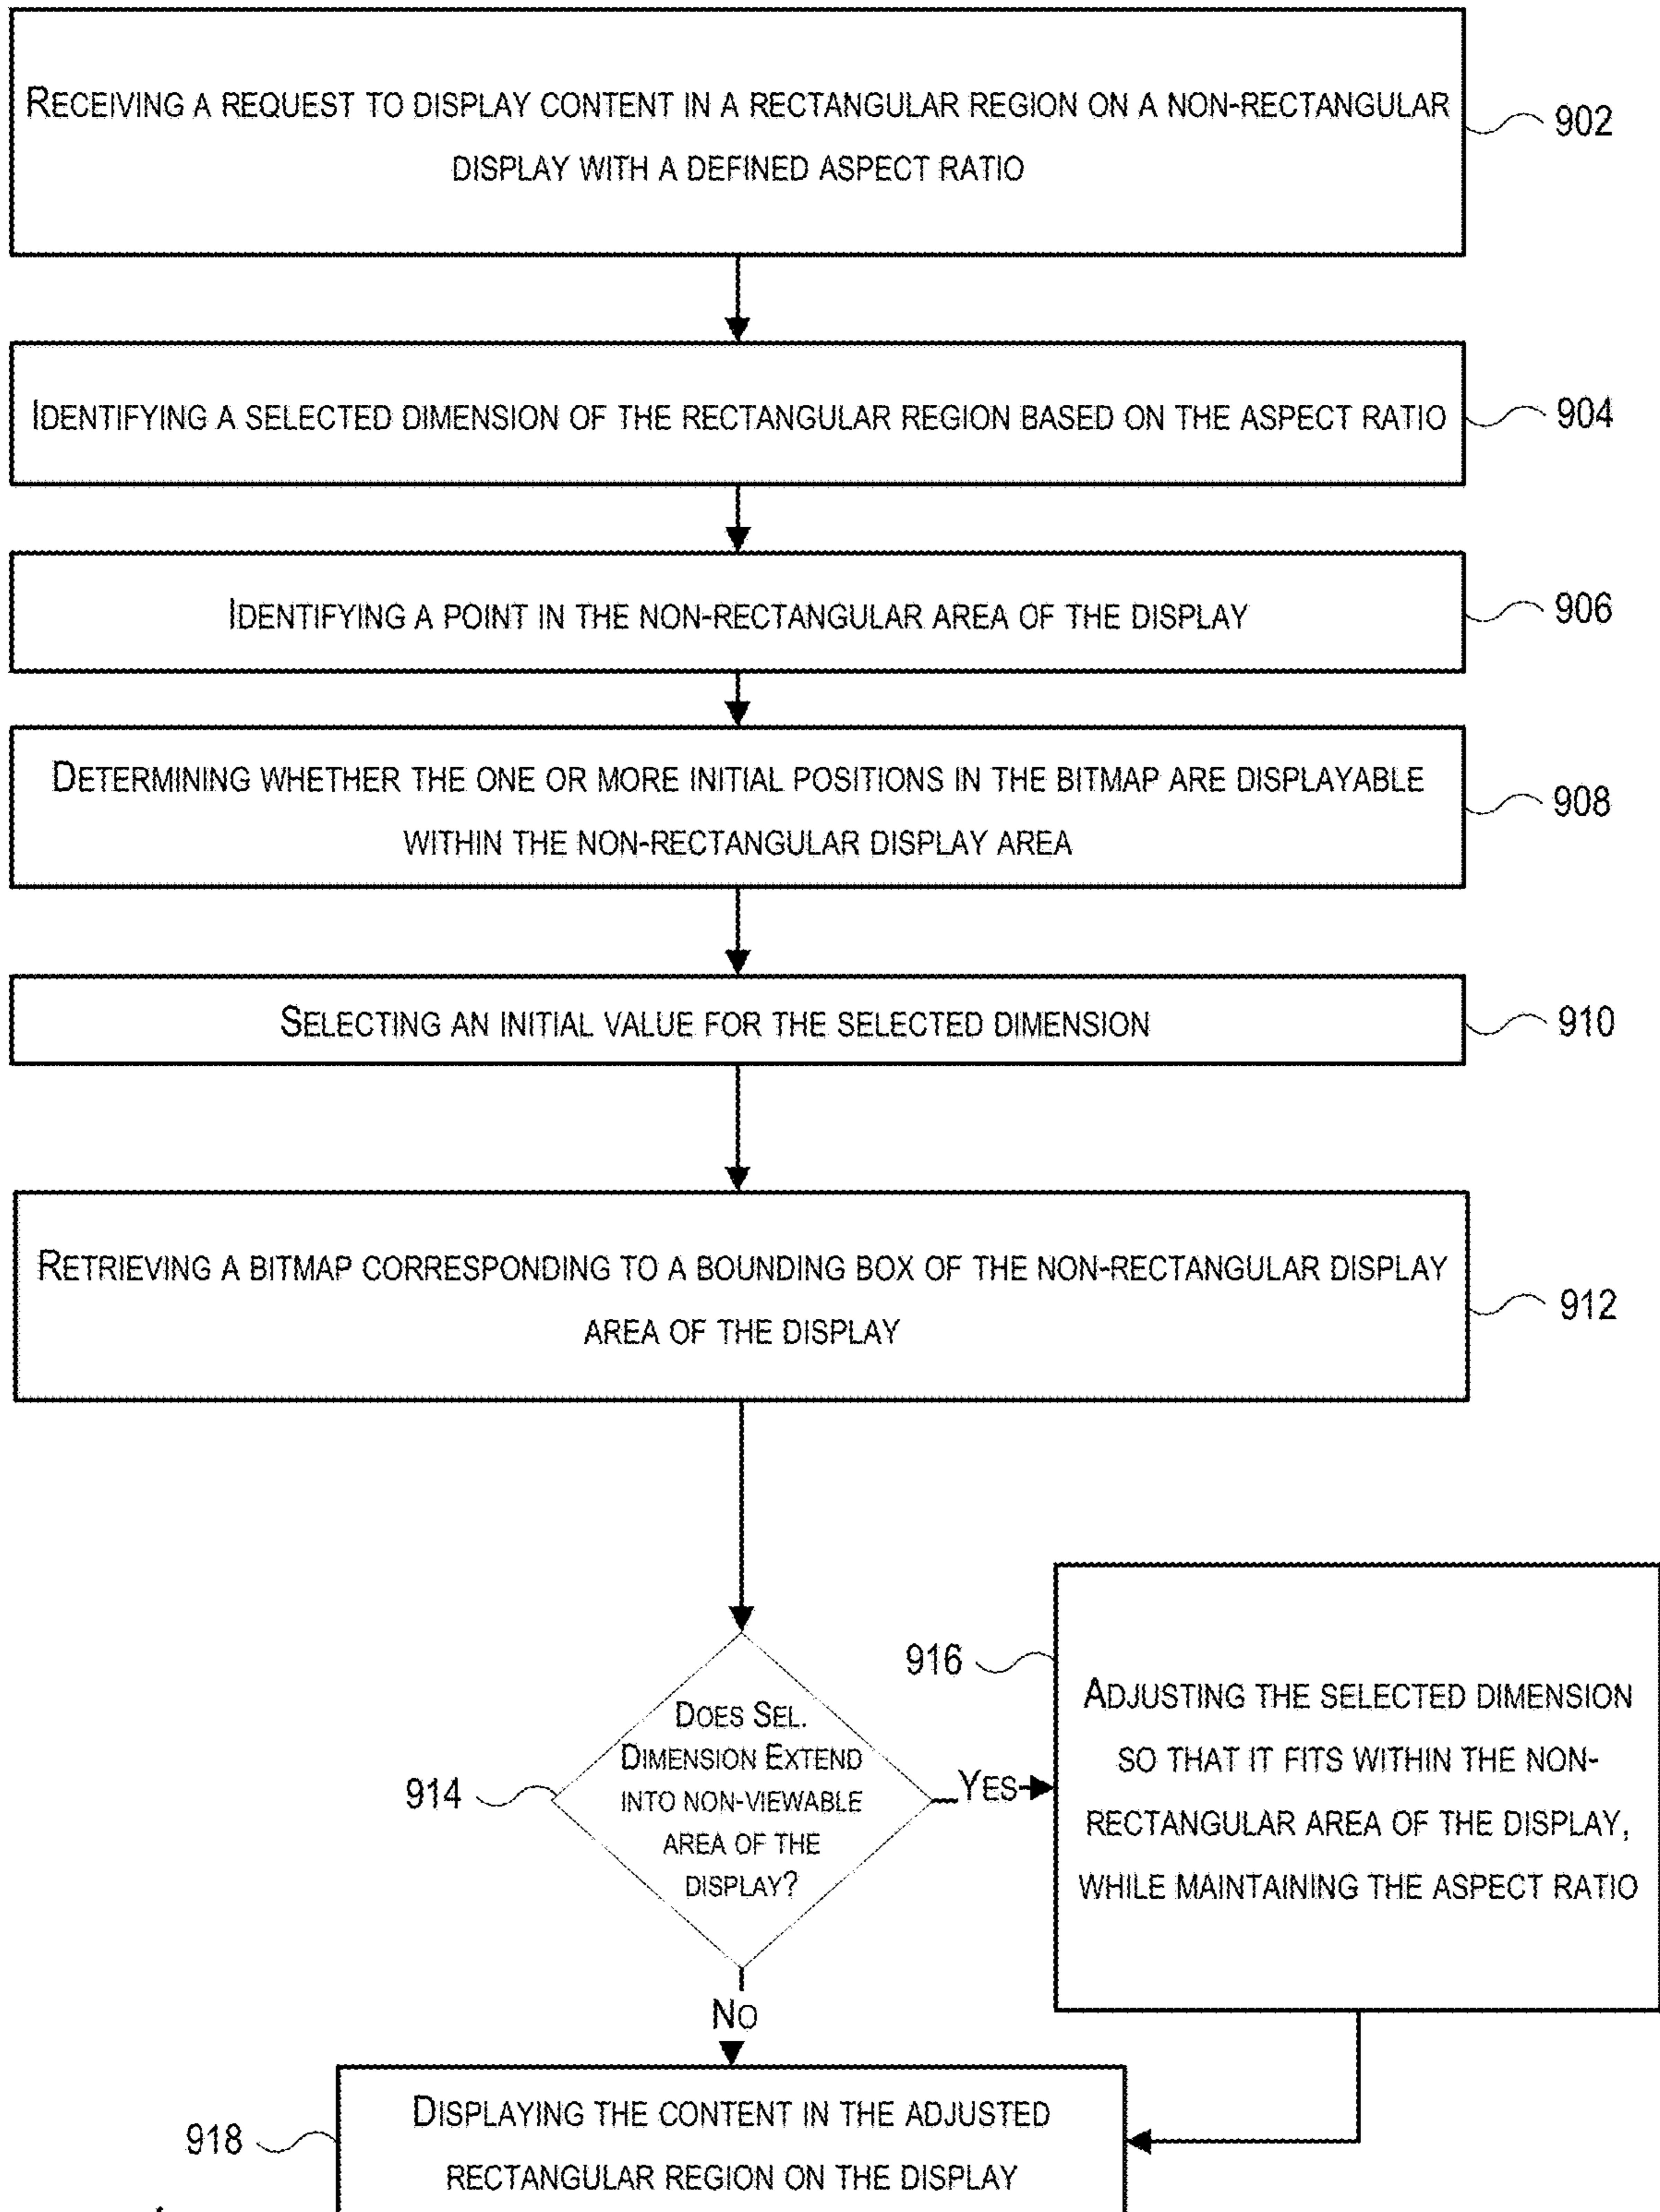 RECEIVING A REQUEST TO DISPLAY CONTENT IN A RECTANGULAR REGION ON A NON-RECTANGULAR
DISPLAY WITH A DEFINED ASPECT RATIO
902
IDENTIFYING A SELECTED DIMENSION OF THE RECTANGULAR REGION BASED ON THE ASPECT RATIO
904
IDENTIFYING A POINT IN THE NON-RECTANGULAR AREA OF THE DISPLAY
906
DETERMINING WHETHER THE ONE OR MORE INITIAL POSITIONS IN THE BITMAP ARE DISPLAYABLE
WITHIN THE NON-RECTANGULAR DISPLAY AREA
908
SELECTING AN INITIAL VALUE FOR THE SELECTED DIMENSION
910
RETRIEVING A BITMAP CORRESPONDING TO A BOUNDING BOX OF THE NON-RECTANGULAR DISPLAY
AREA OF THE DISPLAY
912
DOES SEL.
DIMENSION EXTEND
INTO NON-VIEWABLE
AREA OF THE
DISPLAY?
914
YES
NO
916
ADJUSTING THE SELECTED DIMENSION
SO THAT IT FITS WITHIN THE NON-
RECTANGULAR AREA OF THE DISPLAY,
WHILE MAINTAINING THE ASPECT RATIO
918
DISPLAYING THE CONTENT IN THE ADJUSTED
RECTANGULAR REGION ON THE DISPLAY